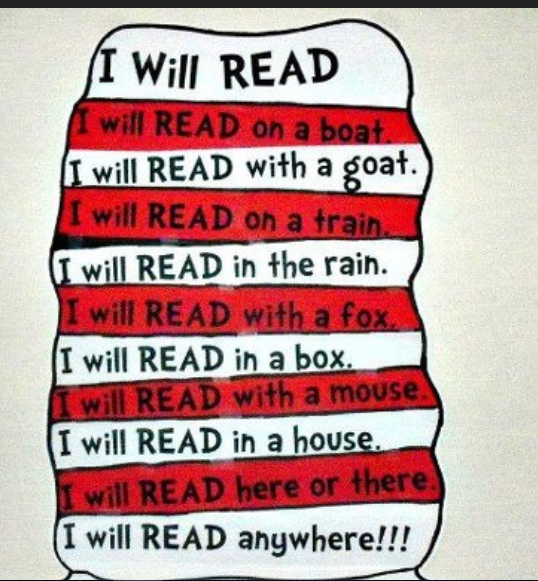 I Will READ
I will READ on a boat.
I will READ with a goat.
I will READ on a train.
I will READ in the rain.
I will READ with a fox.
I will READ in a box.
I will READ with a mouse.
I will READ in a house.
I will READ here or there.
I will READ anywhere!!!